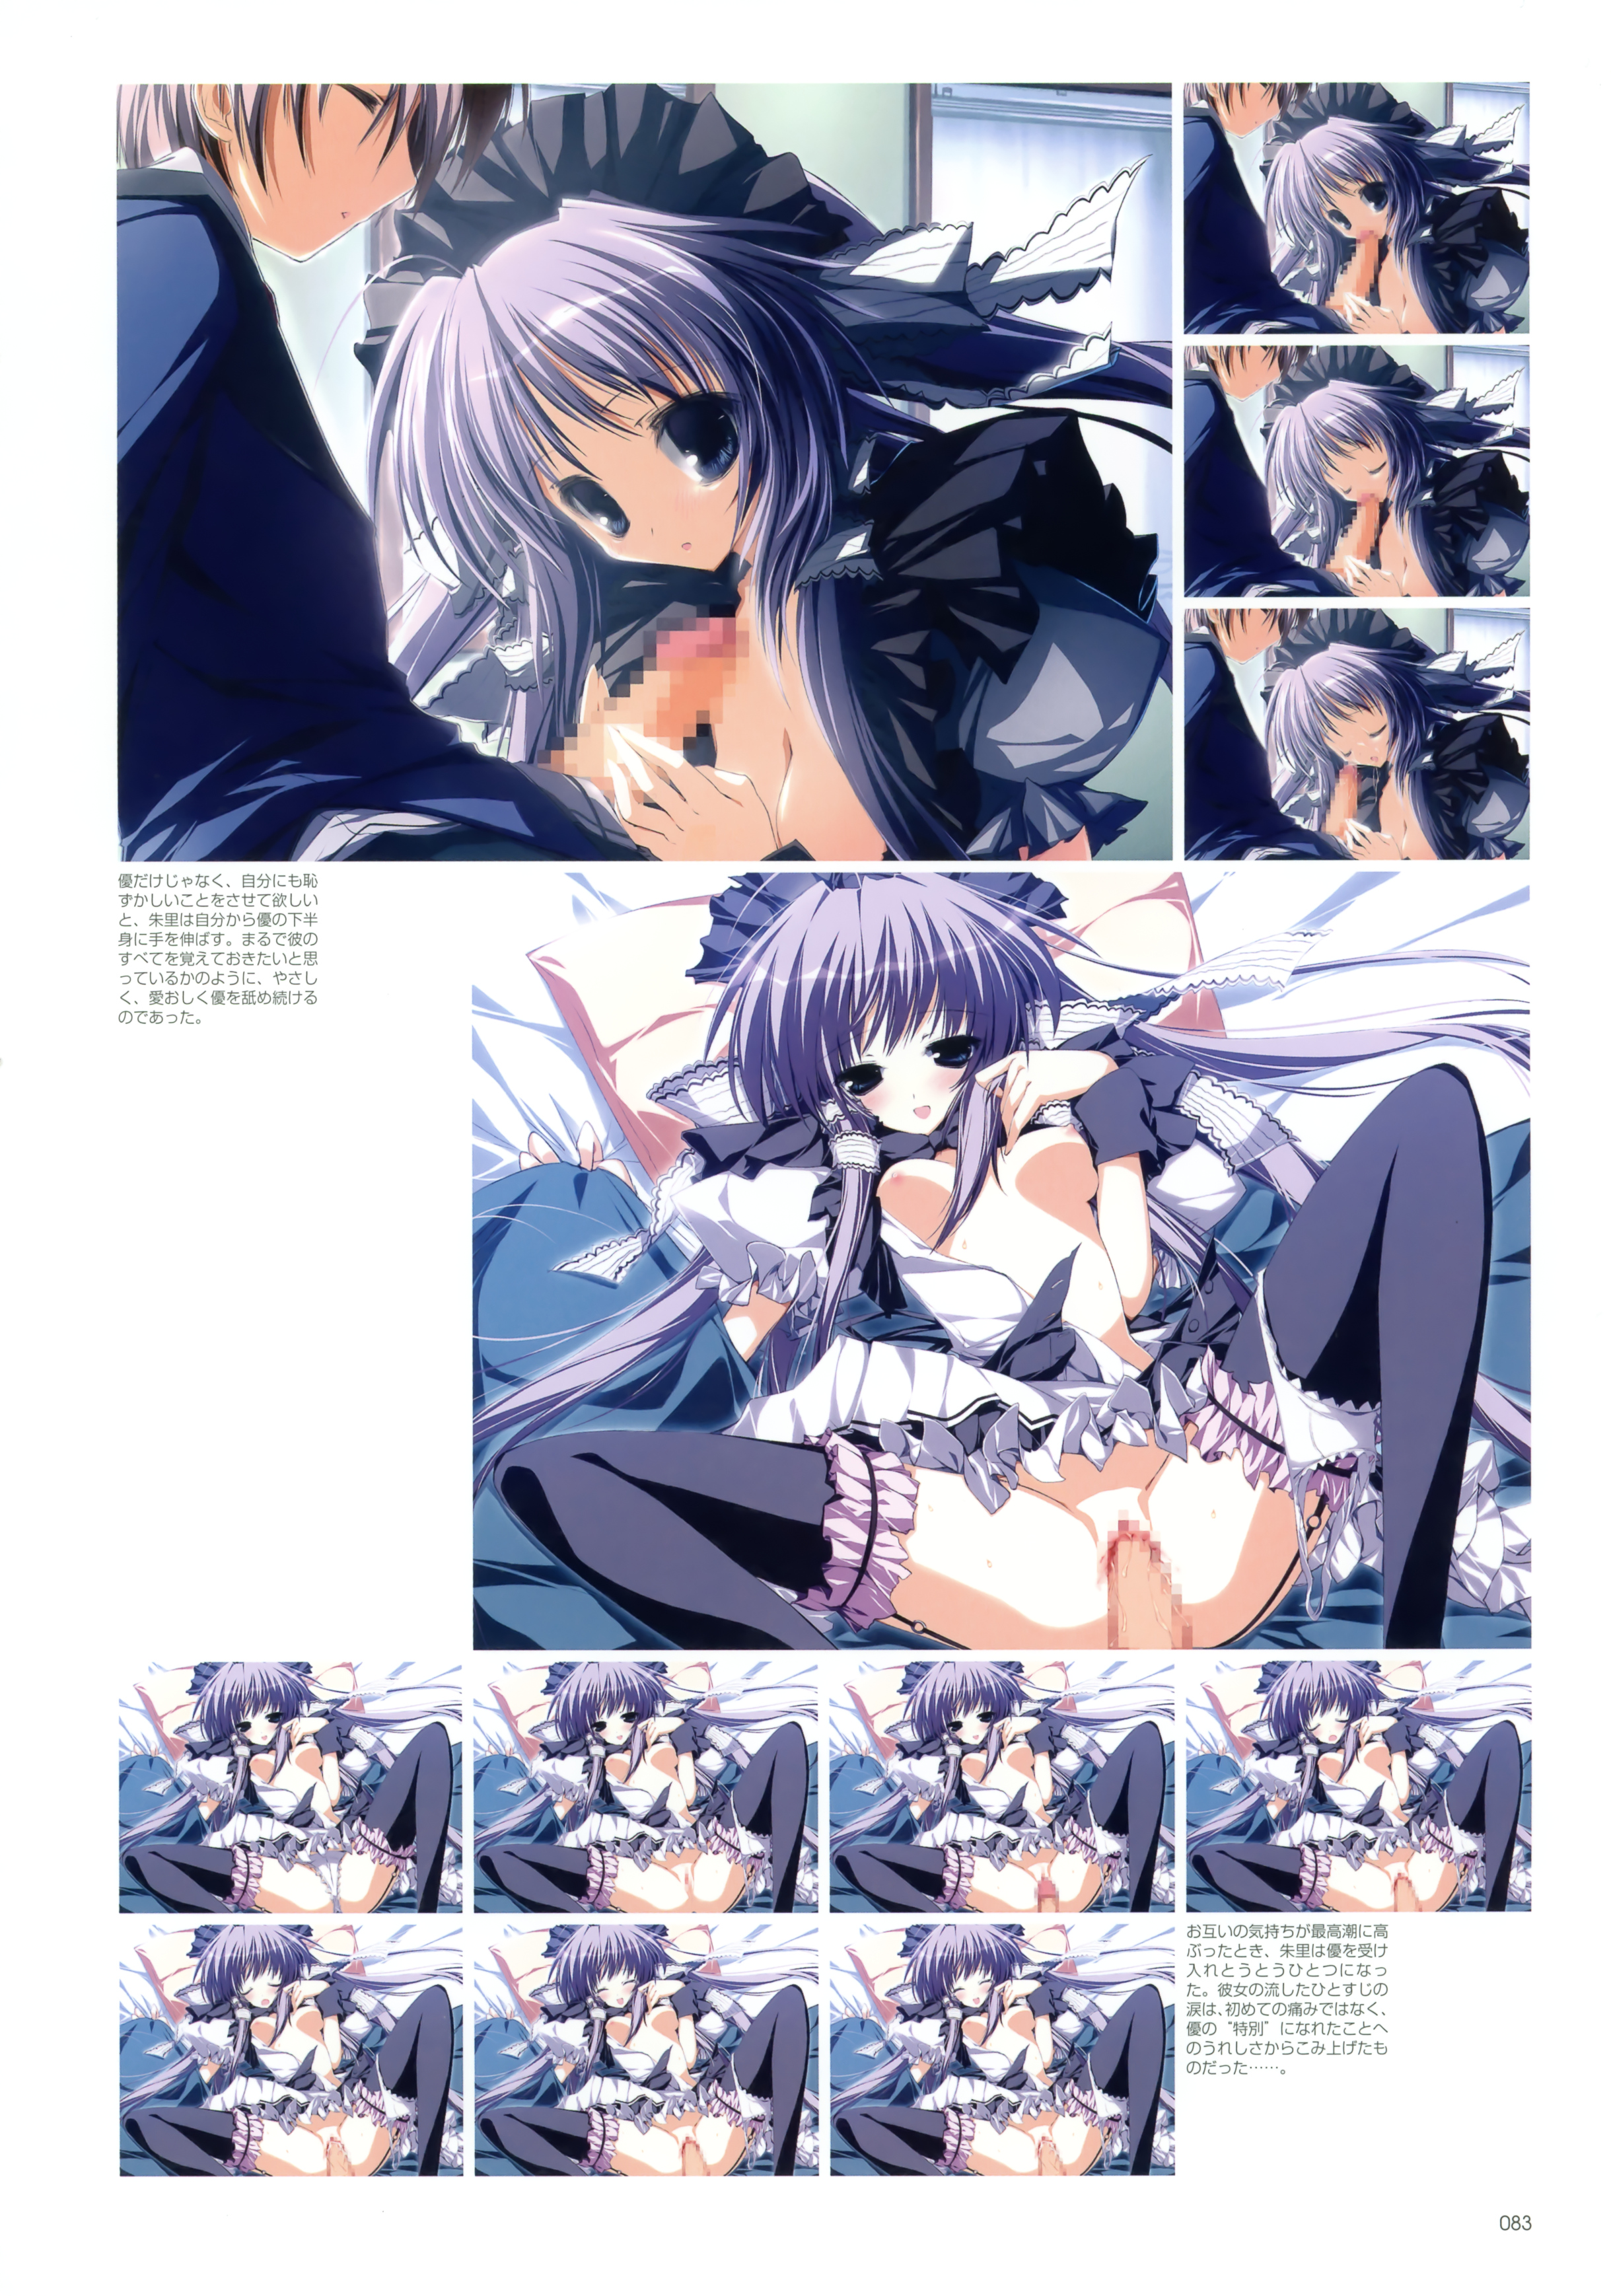 優だけじゃなく、自分にも恥
ずかしいことをさせて欲しい
と、朱里は自分から優の下半
身に手を伸ばす。まるで彼の
すべてを覚えておきたいと思
っているかのように、やさし
く、愛おしく優を舐め続ける
のであった。
お互いの気持ちが最高潮に高
ぶったとき、朱里は優を受け
入れとうとうひとつになっ
た。彼女の流したひとすじの
涙は、初めての痛みではなく、
優の“特別”になれたことへ
のうれしさからこみ上げたも
のだった……。
083